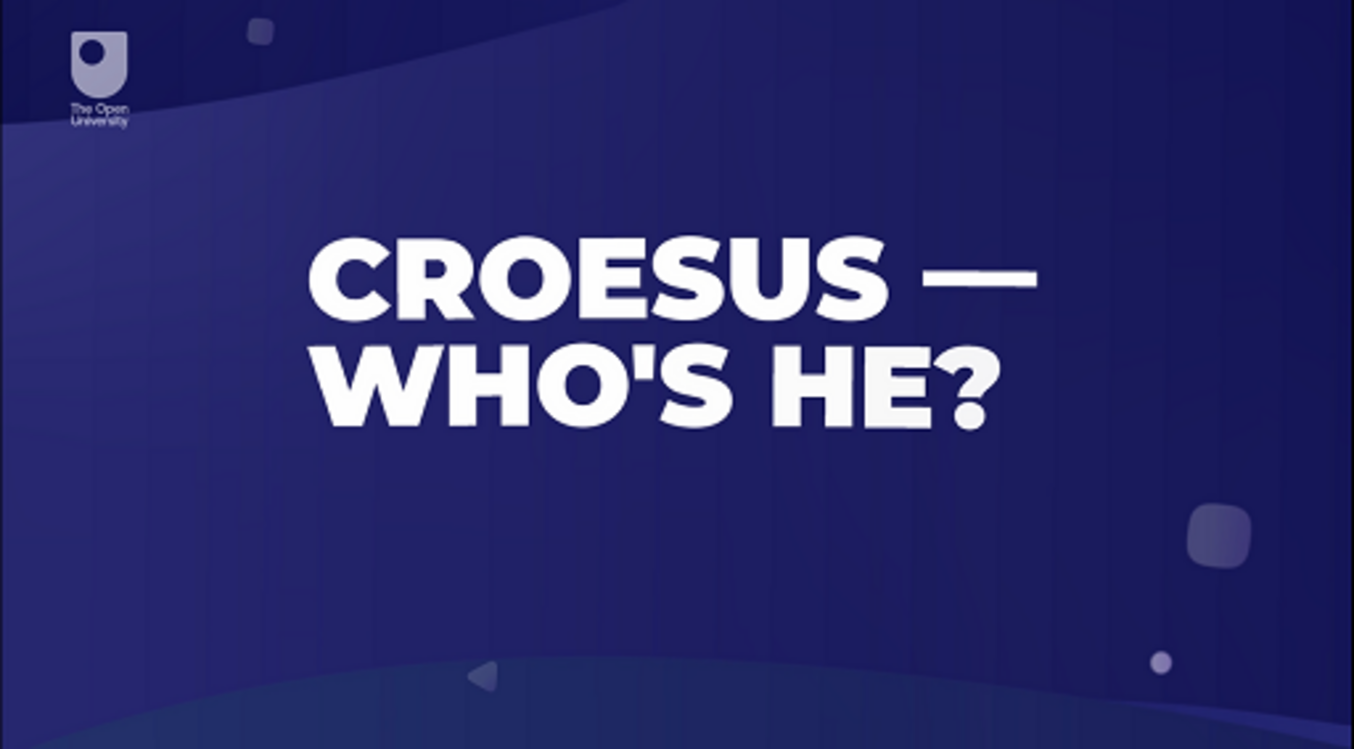 The Open
University
CROESUS —
WHO'S HE?